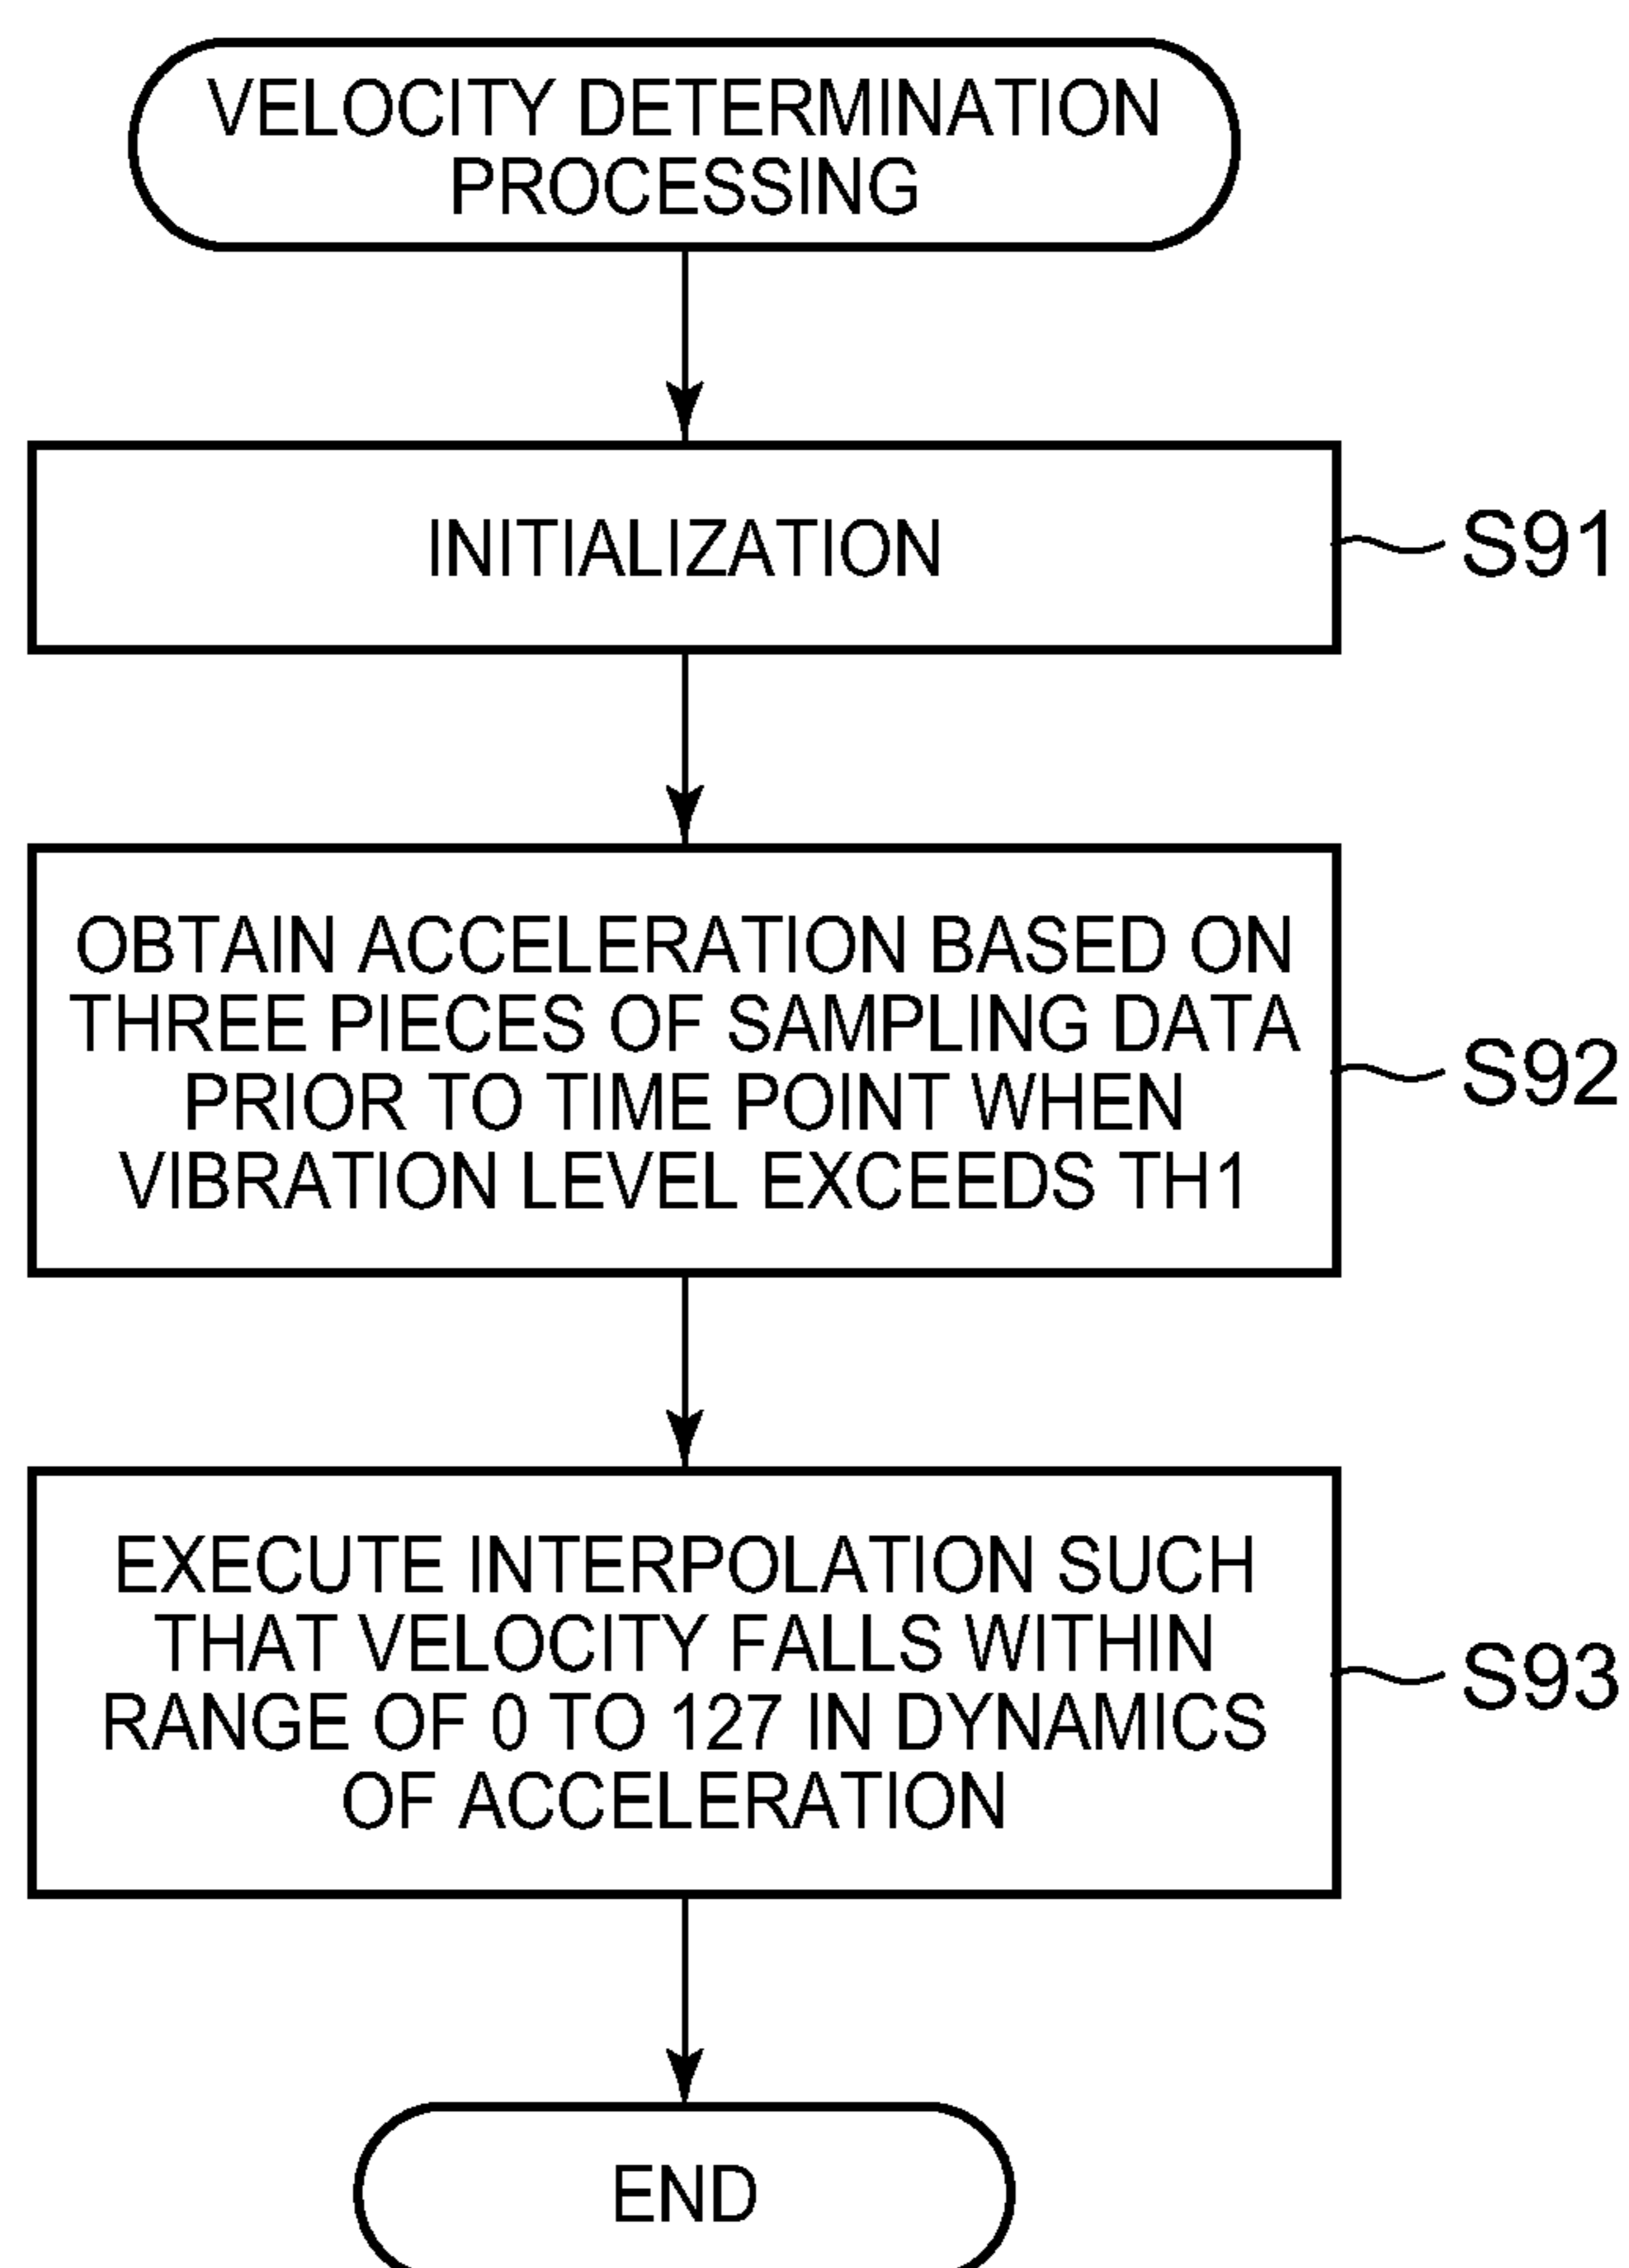 VELOCITY DETERMINATION
PROCESSING
INITIALIZATION
S91
OBTAIN ACCELERATION BASED ON
THREE PIECES OF SAMPLING DATA
PRIOR TO TIME POINT WHEN
VIBRATION LEVEL EXCEEDS TH1
S92
EXECUTE INTERPOLATION SUCH
THAT VELOCITY FALLS WITHIN
RANGE OF 0 TO 127 IN DYNAMICS
OF ACCELERATION
S93
END